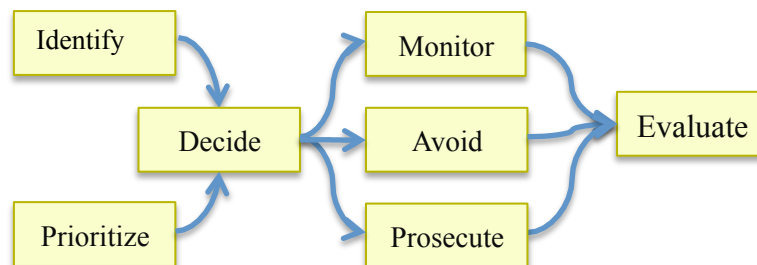 Identify
Monitor
Decide
Avoid
Evaluate
Prioritize
Prosecute